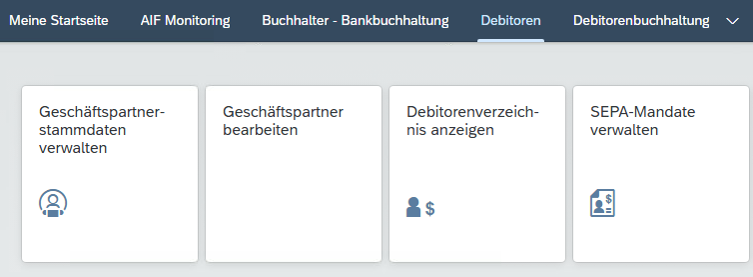 Meine Startseite AIF Monitoring Buchhalter - Bankbuchhaltung Debitoren Debitorenbuchhaltung
Geschäftspartner-
stammdaten
verwalten
Geschäftspartner
bearbeiten
Debitorenverzeich-
nis anzeigen
SEPA-Mandate
verwalten
$
$